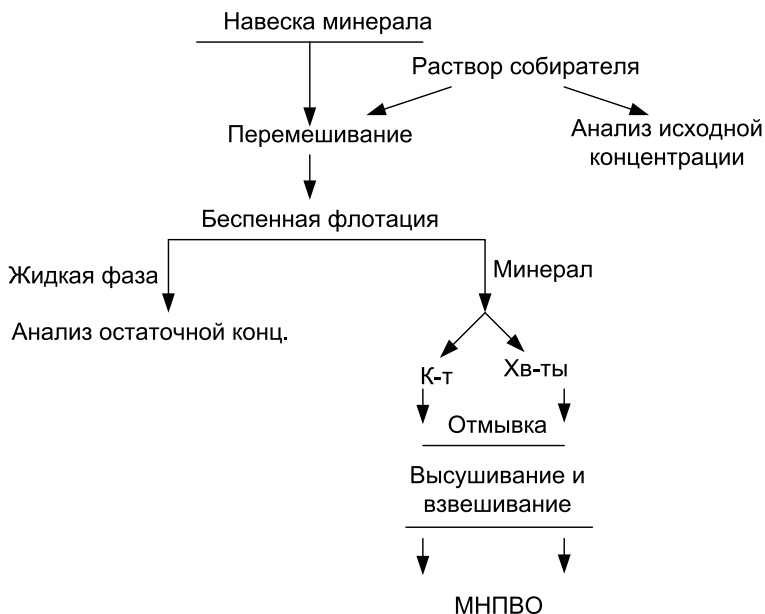 Навеска минерала
Раствор собирателя
Перемешивание
Анализ исходной
концентрации
Беспенная флотация
Жидкая фаза
Минерал
Анализ остаточной конц.
К-т
Хв-ты
Отмывка
Высушивание и
взвешивание
МНПВО